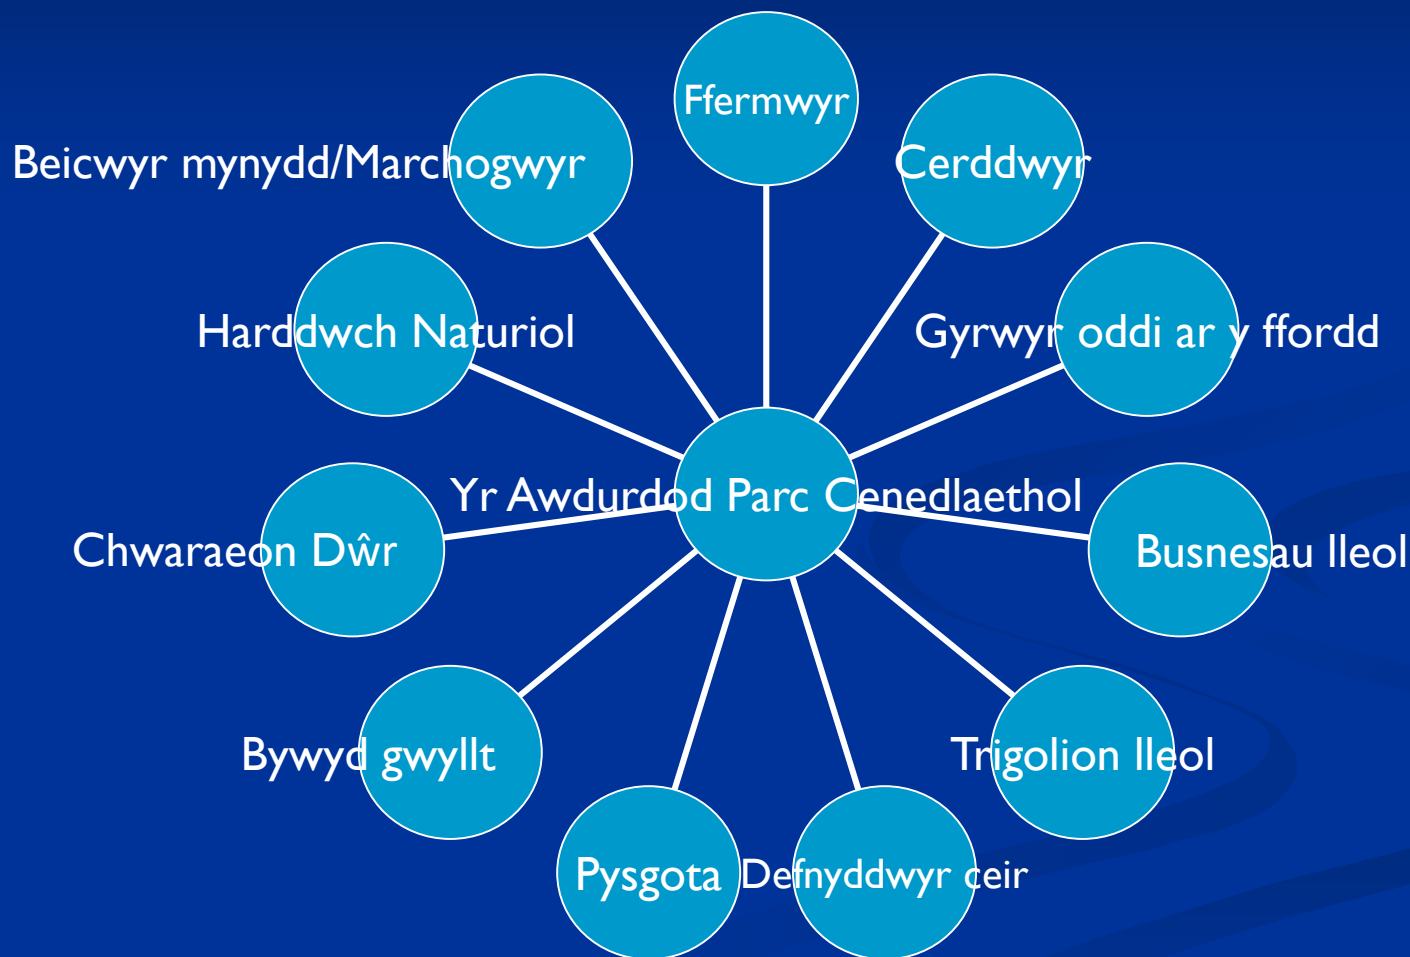 Ffermwyr
Beicwyr mynydd/Marchogwyr
Cerddwyr
Harddwch Naturiol
Gyrwyr oddi ar y ffordd
Yr Awdurdod Parc Cenedlaethol
Chwaraeon Dŵr
Busnesau lleol
Bywyd gwyllt
Trigolion lleol
Pysgota
Defnyddwyr ceir